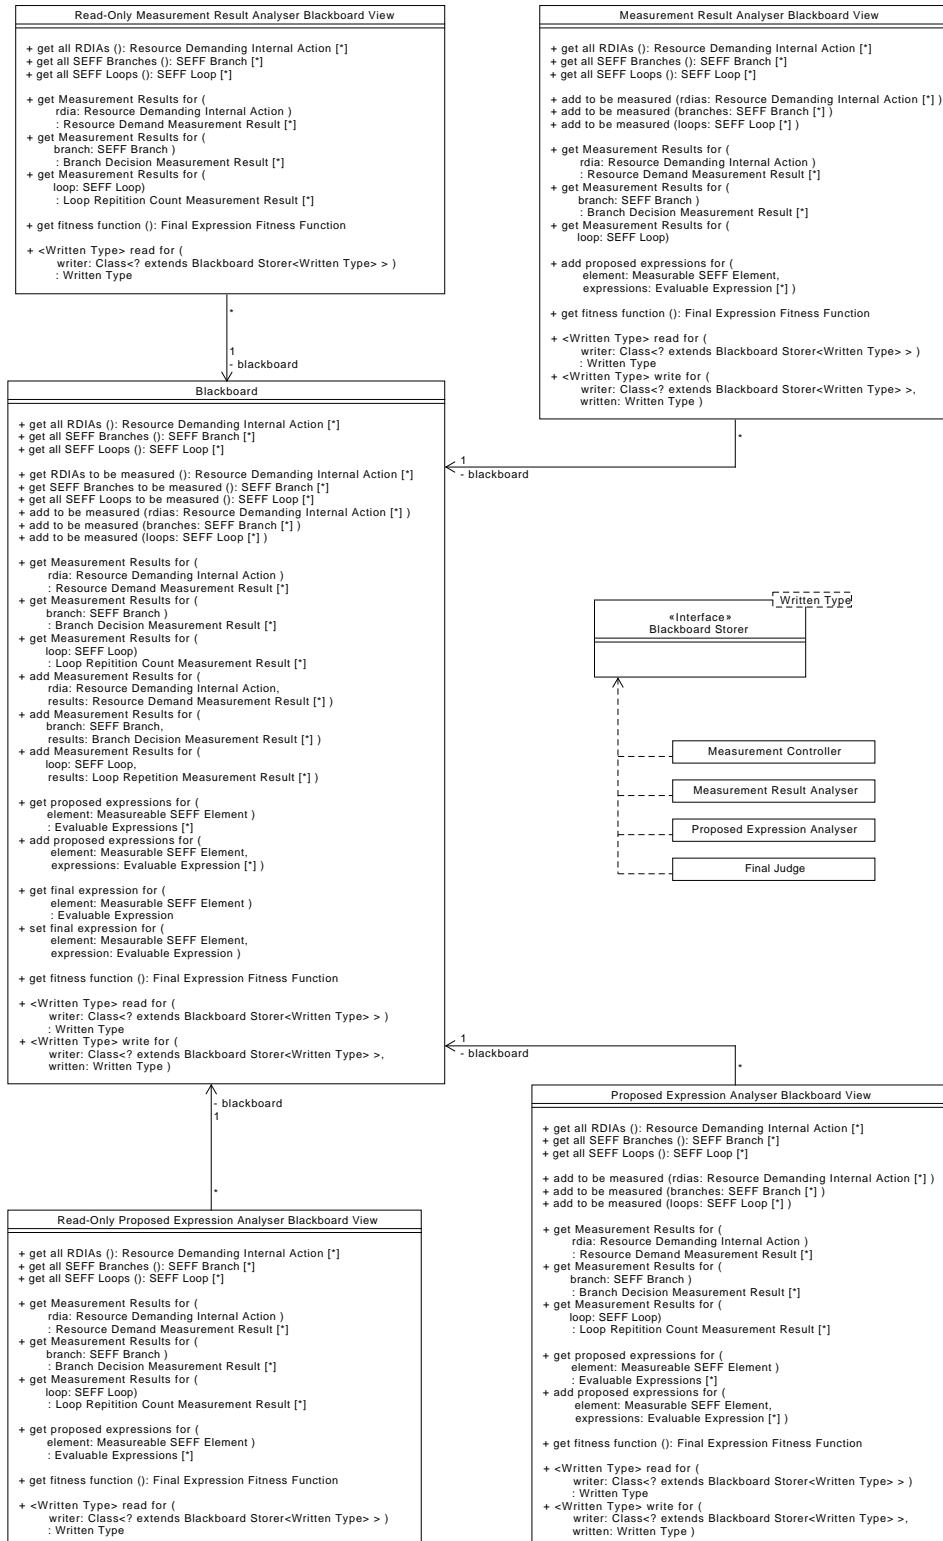 Read-Only Measurement Result Analyser Blackboard View
+ get all RDIAs (): Resource Demanding Internal Action [*]
+ get all SEFF Branches (): SEFF Branch [*]
+ get all SEFF Loops (): SEFF Loop [*]
+ get Measurement Results for (
rdia: Resource Demanding Internal Action )
: Resource Demand Measurement Result [*]
+ get Measurement Results for (
branch: SEFF Branch )
: Branch Decision Measurement Result [*]
+ get Measurement Results for (
loop: SEFF Loop)
: Loop Repitition Count Measurement Result [*]
+ get fitness function (): Final Expression Fitness Function
+ <Written Type> read for (
writer: Class<? extends Blackboard Storer<Written Type> > )
: Written Type
*
1
- blackboard
Measurement Result Analyser Blackboard View
+ get all RDIAs (): Resource Demanding Internal Action [*]
+ get all SEFF Branches (): SEFF Branch [*]
+ get all SEFF Loops (): SEFF Loop [*]
+ add to be measured (rdias: Resource Demanding Internal Action [*] )
+ add to be measured (branches: SEFF Branch [*] )
+ add to be measured (loops: SEFF Loop [*] )
+ get Measurement Results for (
rdia: Resource Demanding Internal Action )
: Resource Demand Measurement Result [*]
+ get Measurement Results for (
branch: SEFF Branch )
: Branch Decision Measurement Result [*]
+ get Measurement Results for (
loop: SEFF Loop)
+ add proposed expressions for (
element: Measurable SEFF Element,
expressions: Evaluable Expression [*] )
+ get fitness function (): Final Expression Fitness Function
+ <Written Type> read for (
writer: Class<? extends Blackboard Storer<Written Type> > )
: Written Type
+ <Written Type> write for (
writer: Class<? extends Blackboard Storer<Written Type> >,
written: Written Type )
*
1
- blackboard
Blackboard
+ get all RDIAs (): Resource Demanding Internal Action [*]
+ get all SEFF Branches (): SEFF Branch [*]
+ get all SEFF Loops (): SEFF Loop [*]
+ get RDIAs to be measured (): Resource Demanding Internal Action [*]
+ get SEFF Branches to be measured (): SEFF Branch [*]
+ get all SEFF Loops to be measured (): SEFF Loop [*]
+ add to be measured (rdias: Resource Demanding Internal Action [*] )
+ add to be measured (branches: SEFF Branch [*] )
+ add to be measured (loops: SEFF Loop [*] )
+ get Measurement Results for (
rdia: Resource Demanding Internal Action )
: Resource Demand Measurement Result [*]
+ get Measurement Results for (
branch: SEFF Branch )
: Branch Decision Measurement Result [*]
+ get Measurement Results for (
loop: SEFF Loop)
: Loop Repitition Count Measurement Result [*]
+ add Measurement Results for (
rdia: Resource Demanding Internal Action,
results: Resource Demand Measurement Result [*] )
+ add Measurement Results for (
branch: SEFF Branch,
results: Branch Decision Measurement Result [*] )
+ add Measurement Results for (
loop: SEFF Loop,
results: Loop Repetition Measurement Result [*] )
+ get proposed expressions for (
element: Measureable SEFF Element )
: Evaluable Expressions [*]
+ add proposed expressions for (
element: Measurable SEFF Element,
expressions: Evaluable Expression [*] )
+ get final expression for (
element: Measurable SEFF Element )
: Evaluable Expression
+ set final expression for (
element: Mesaurable SEFF Element,
expression: Evaluable Expression )
+ get fitness function (): Final Expression Fitness Function
+ <Written Type> read for (
writer: Class<? extends Blackboard Storer<Written Type> > )
: Written Type
+ <Written Type> write for (
writer: Class<? extends Blackboard Storer<Written Type> >,
written: Written Type )
Written Type
«Interface»
Blackboard Storer
Measurement Controller
Measurement Result Analyser
Proposed Expression Analyser
Final Judge
1
- blackboard
*
- blackboard
1
*
Read-Only Proposed Expression Analyser Blackboard View
+ get all RDIAs (): Resource Demanding Internal Action [*]
+ get all SEFF Branches (): SEFF Branch [*]
+ get all SEFF Loops (): SEFF Loop [*]
+ get Measurement Results for (
rdia: Resource Demanding Internal Action )
: Resource Demand Measurement Result [*]
+ get Measurement Results for (
branch: SEFF Branch )
: Branch Decision Measurement Result [*]
+ get Measurement Results for (
loop: SEFF Loop)
: Loop Repitition Count Measurement Result [*]
+ get proposed expressions for (
element: Measureable SEFF Element )
: Evaluable Expressions [*]
+ get fitness function (): Final Expression Fitness Function
+ <Written Type> read for (
writer: Class<? extends Blackboard Storer<Written Type> > )
: Written Type
Proposed Expression Analyser Blackboard View
+ get all RDIAs (): Resource Demanding Internal Action [*]
+ get all SEFF Branches (): SEFF Branch [*]
+ get all SEFF Loops (): SEFF Loop [*]
+ add to be measured (rdias: Resource Demanding Internal Action [*] )
+ add to be measured (branches: SEFF Branch [*] )
+ add to be measured (loops: SEFF Loop [*] )
+ get Measurement Results for (
rdia: Resource Demanding Internal Action )
: Resource Demand Measurement Result [*]
+ get Measurement Results for (
branch: SEFF Branch )
: Branch Decision Measurement Result [*]
+ get Measurement Results for (
loop: SEFF Loop)
: Loop Repitition Count Measurement Result [*]
+ get proposed expressions for (
element: Measureable SEFF Element )
: Evaluable Expressions [*]
+ add proposed expressions for (
element: Measurable SEFF Element,
expressions: Evaluable Expression [*] )
+ get fitness function (): Final Expression Fitness Function
+ <Written Type> read for (
writer: Class<? extends Blackboard Storer<Written Type> > )
: Written Type
+ <Written Type> write for (
writer: Class<? extends Blackboard Storer<Written Type> >,
written: Written Type )